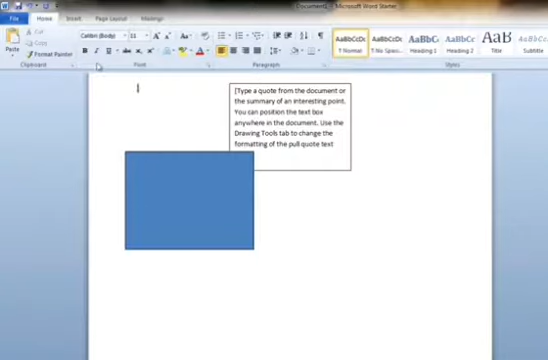 Document1 - Microsoft Word Starter
File
Home
Insert
Page Layout
Mailings
Cut
Copy
Format Painter
Paste
Calibri (Body)
11
AaBbCcDc
AaBbCcDc
AaBbC
AaBbCc
AaB
AaBbCc
¶ Normal
¶ No Spac...
Heading 1
Heading 2
Title
Subtitle
Clipboard
Font
Paragraph
Styles
[Type a quote from the document or
the summary of an interesting point.
You can position the text box
anywhere in the document. Use the
Drawing Tools tab to change the
formatting of the pull quote text